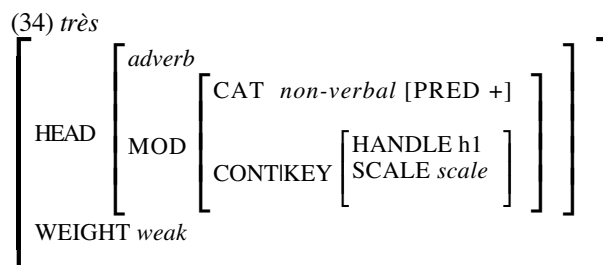 (34) très
adverb
CAT non-verbal [PRED +]
HEAD MOD
HANDLE h1
CONT|KEY SCALE scale
WEIGHT weak